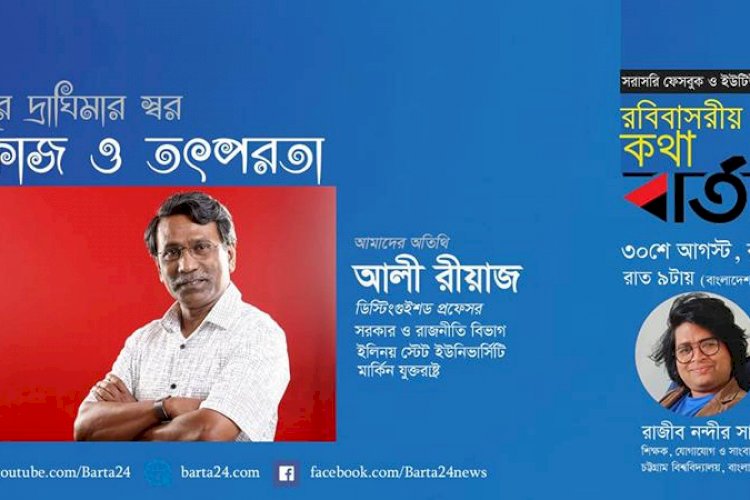 দ্রাঘিমার স্বর
কাজ ও তৎপরতা
আমাদের অতিথি
আলী রীয়াজ
ডিস্টিংগুইশড প্রফেসর
সরকার ও রাজনীতি বিভাগ
ইলিনয় স্টেট ইউনিভার্সিটি
মার্কিন যুক্তরাষ্ট্র
youtube.com/Barta24
barta24.com
facebook.com/Barta24news
সরাসরি ফেসবুক ও ইউটি
রবিবাসরীয়
কথা
বার্ত
৩০শে আগস্ট,
রাত ৯টায় (বাংলাদেশ
রাজীব নন্দীর সা
শিক্ষক, যোগাযোগ ও সাংবা
চট্টগ্রাম বিশ্ববিদ্যালয়, বাংলা